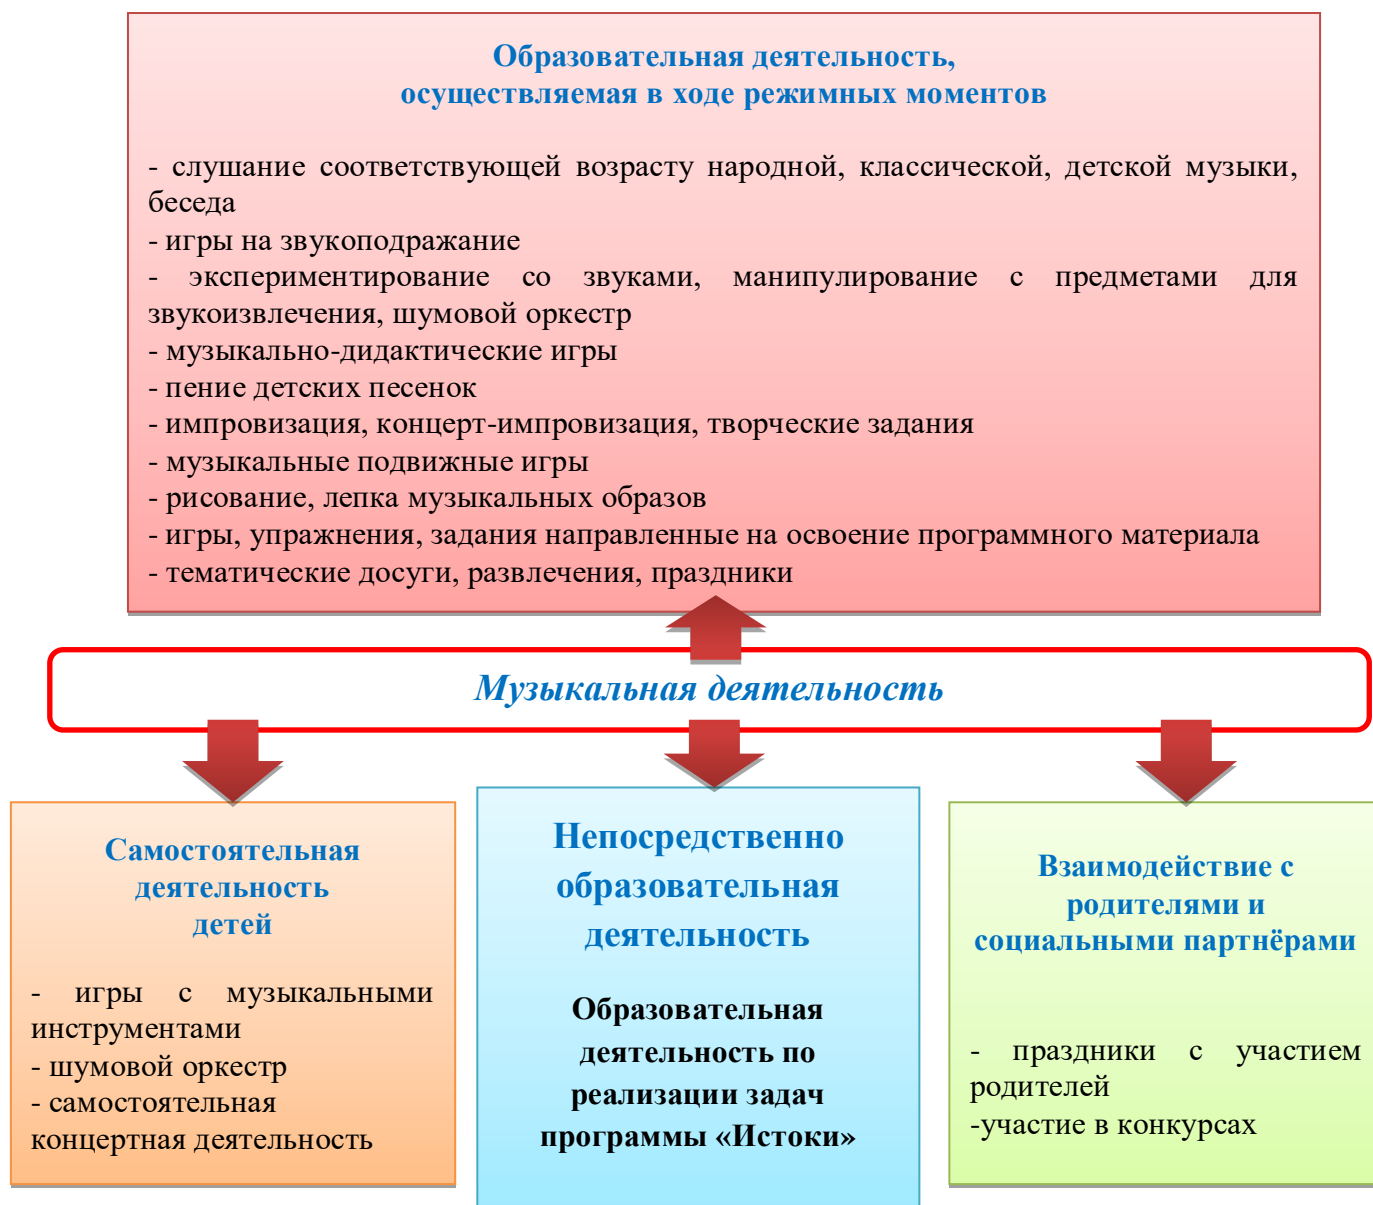 Образовательная деятельность,
осуществляемая в ходе режимных моментов
- слушание соответствующей возрасту народной, классической, детской музыки,
беседа
- игры на звукоподражание
- экспериментирование со звуками, манипулирование с предметами для
звукоизвлечения, шумовой оркестр
- музыкально-дидактические игры
- пение детских песенок
- импровизация, концерт-импровизация, творческие задания
- музыкальные подвижные игры
- рисование, лепка музыкальных образов
- игры, упражнения, задания направленные на освоение программного материала
- тематические досуги, развлечения, праздники
Музыкальная деятельность
Самостоятельная
деятельность
детей
- игры с музыкальными
инструментами
- шумовой оркестр
- самостоятельная
концертная деятельность
Непосредственно
образовательная
деятельность
Образовательная
деятельность по
реализации задач
программы «Истоки»
Взаимодействие с
родителями и
социальными партнёрами
- праздники с участием
родителей
-участие в конкурсах